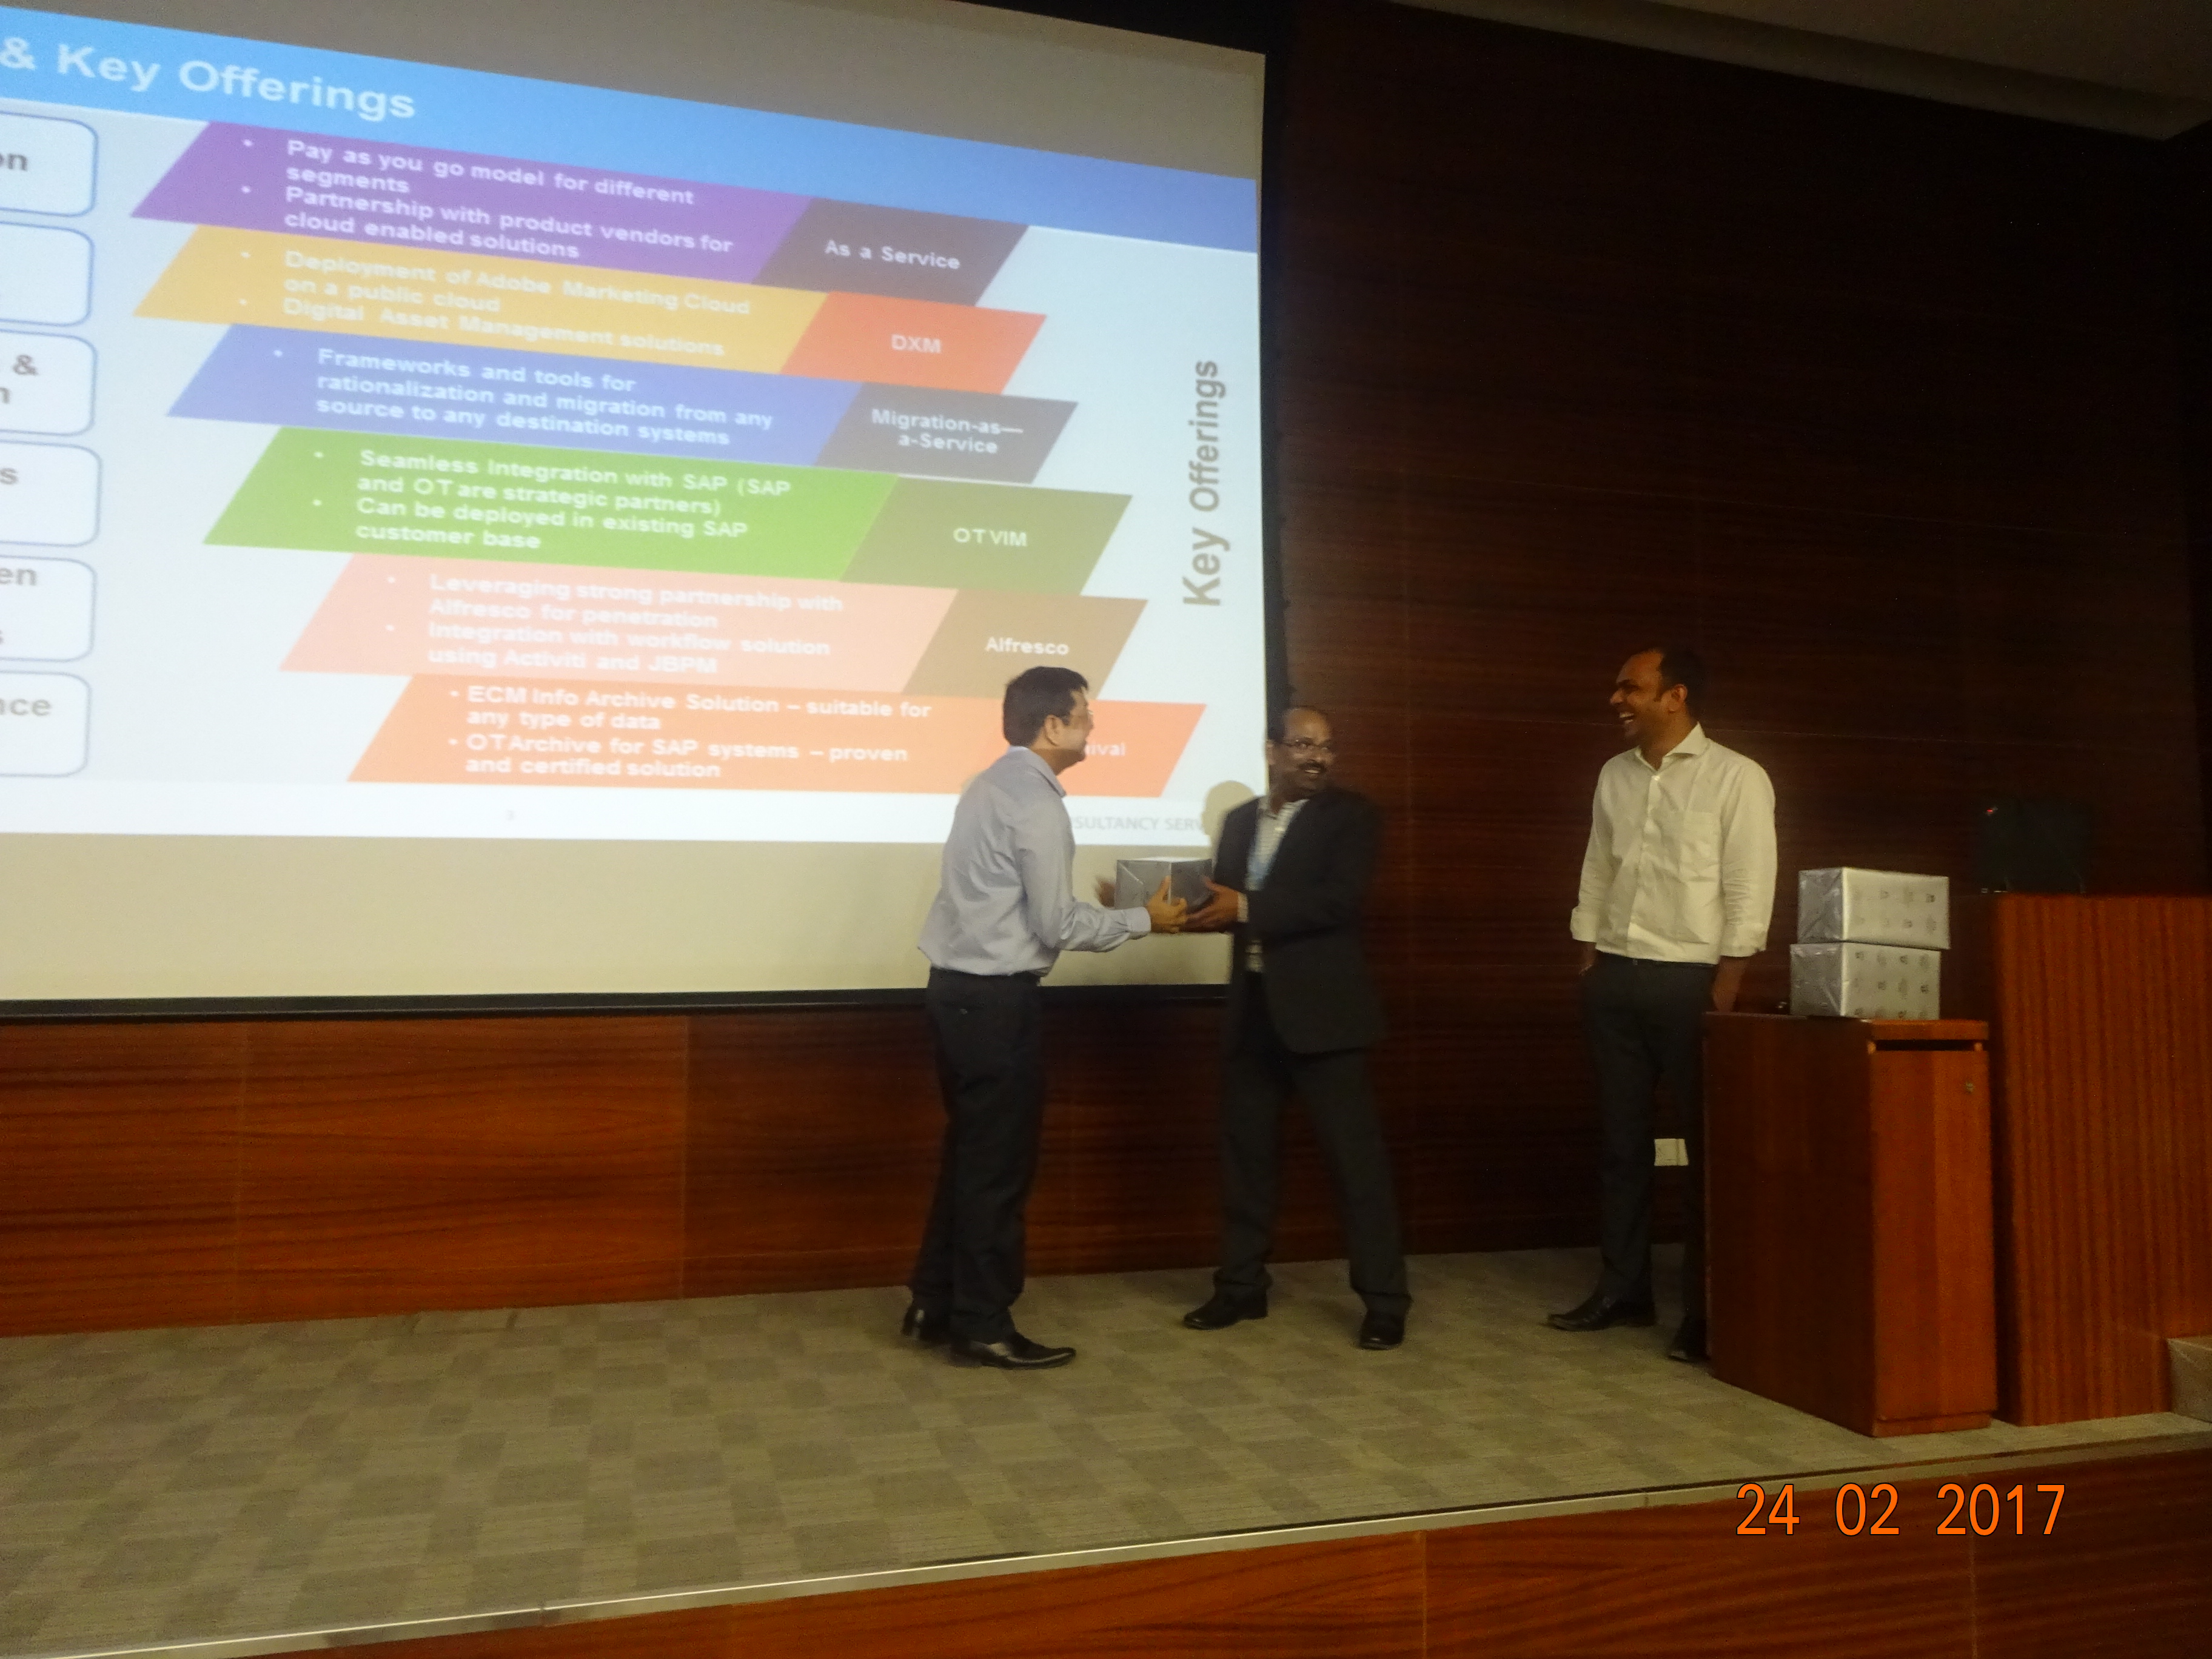 & Key Offerings
on
&
n
s
en
s
nce
• Pay as you go model for different
segments
• Partnership with product vendors for
cloud enabled solutions
As a Service
• Deployment of Adobe Marketing Cloud
on a public cloud
• Digital Asset Management solutions
DXM
• Frameworks and tools for
rationalization and migration from any
source to any destination systems
Migration-as—
a-Service
• Seamless Integration with SAP (SAP
and OT are strategic partners)
• Can be deployed in existing SAP
customer base
OTVIM
• Leveraging strong partnership with
Alfresco for penetration
• Integration with workflow solution
using Activiti and JBPM
Alfresco
• ECM Info Archive Solution – suitable for
any type of data
• OTArchive for SAP systems – proven
and certified solution
ival
Key Offerings
3
SULTANCY SERV
24 02 2017